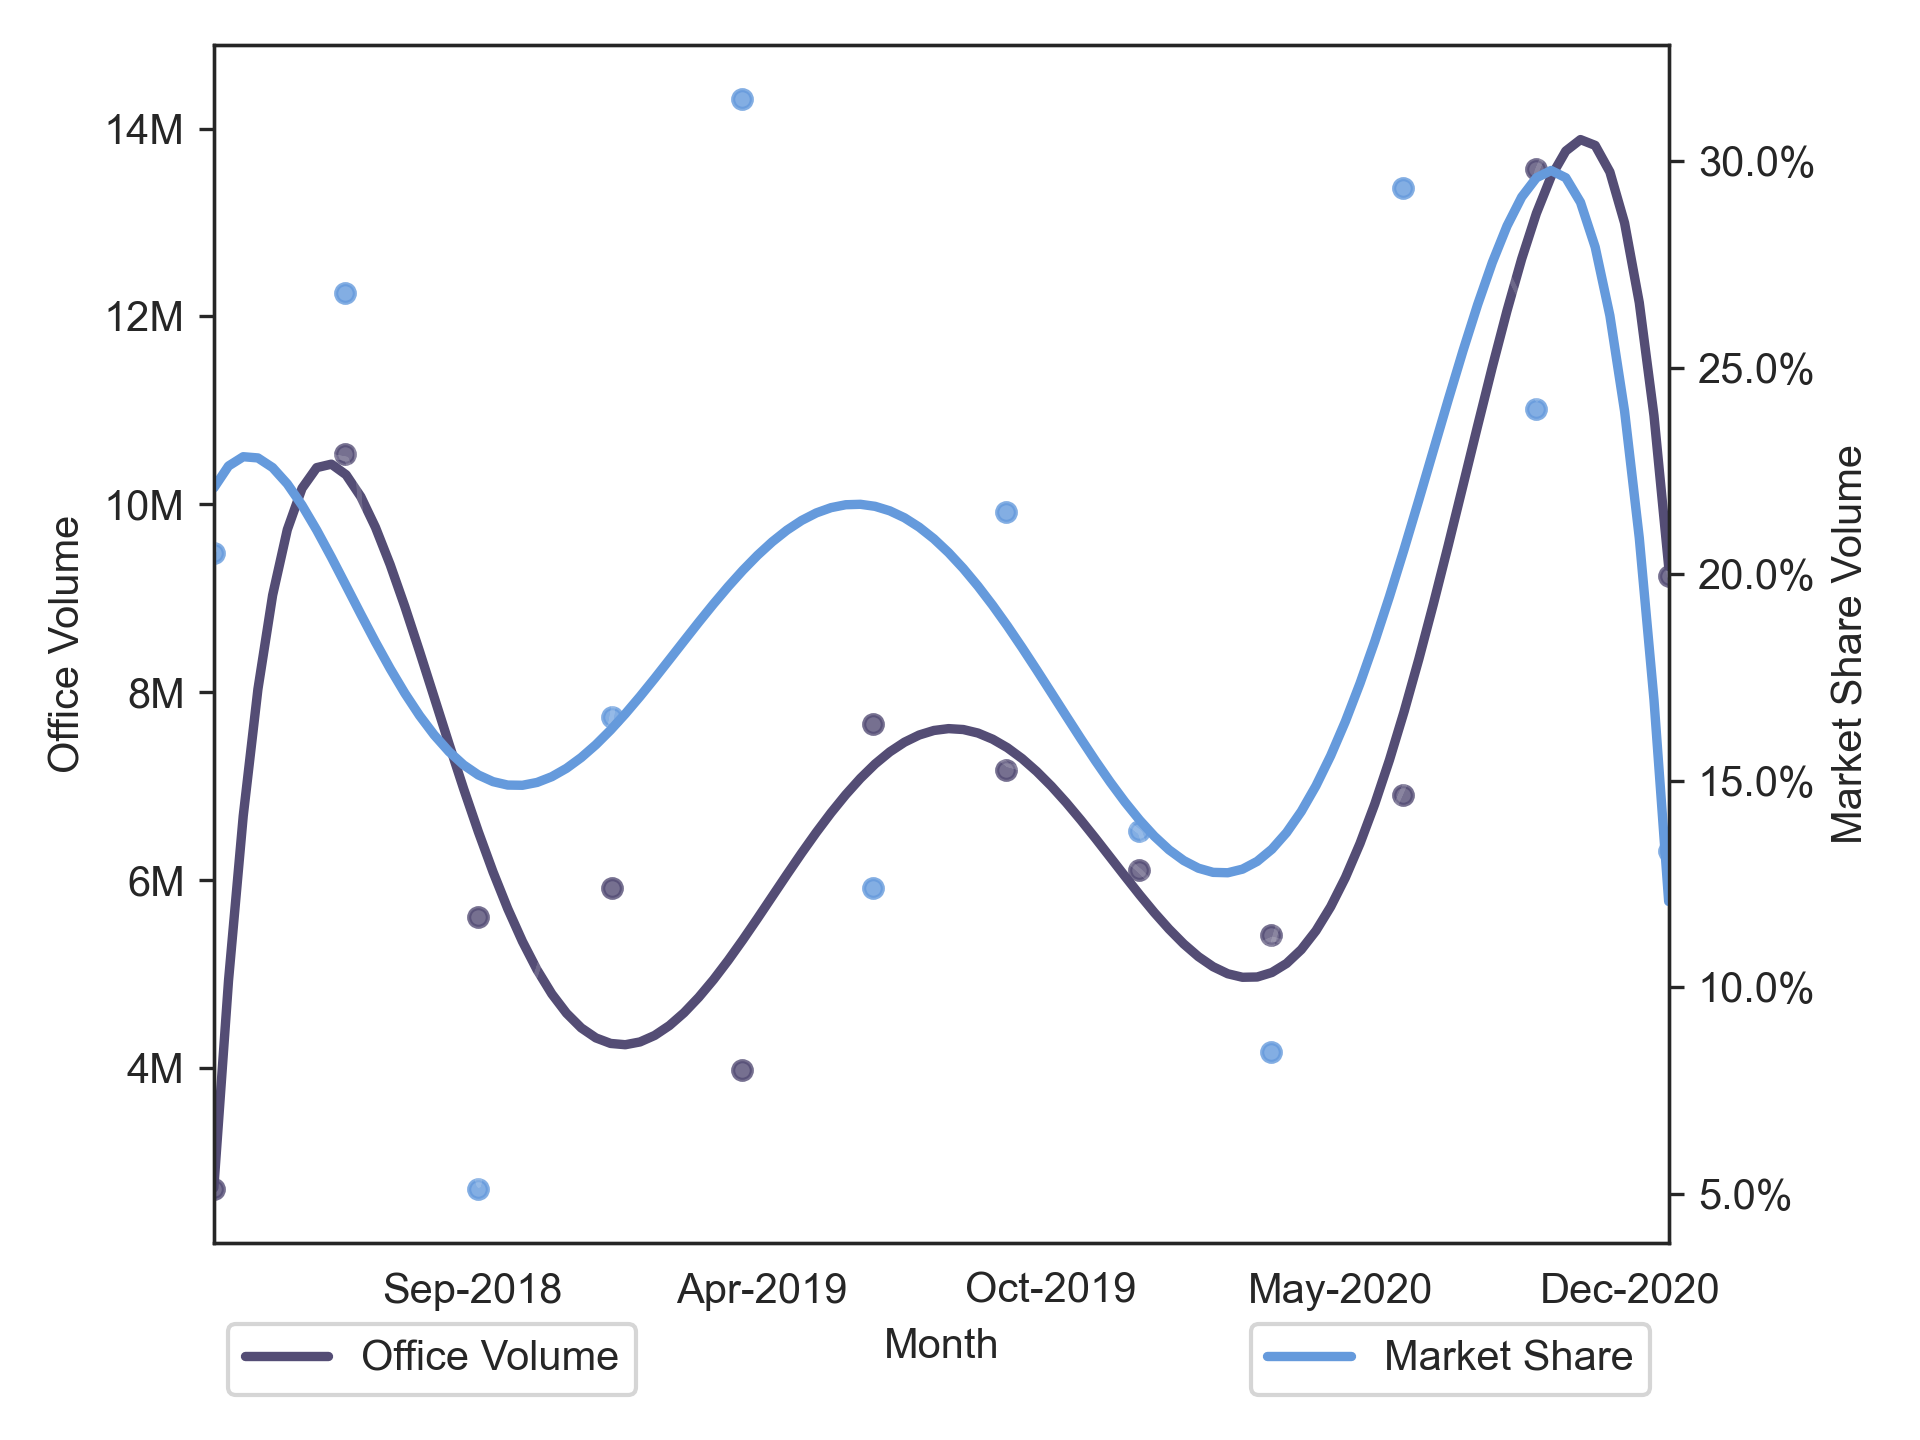 14M
12M
10M
8M
6M
4M
Office Volume
30.0%
25.0%
20.0%
15.0%
10.0%
5.0%
Market Share Volume
Sep-2018 Apr-2019 Oct-2019 May-2020 Dec-2020
Month
Office Volume
Market Share